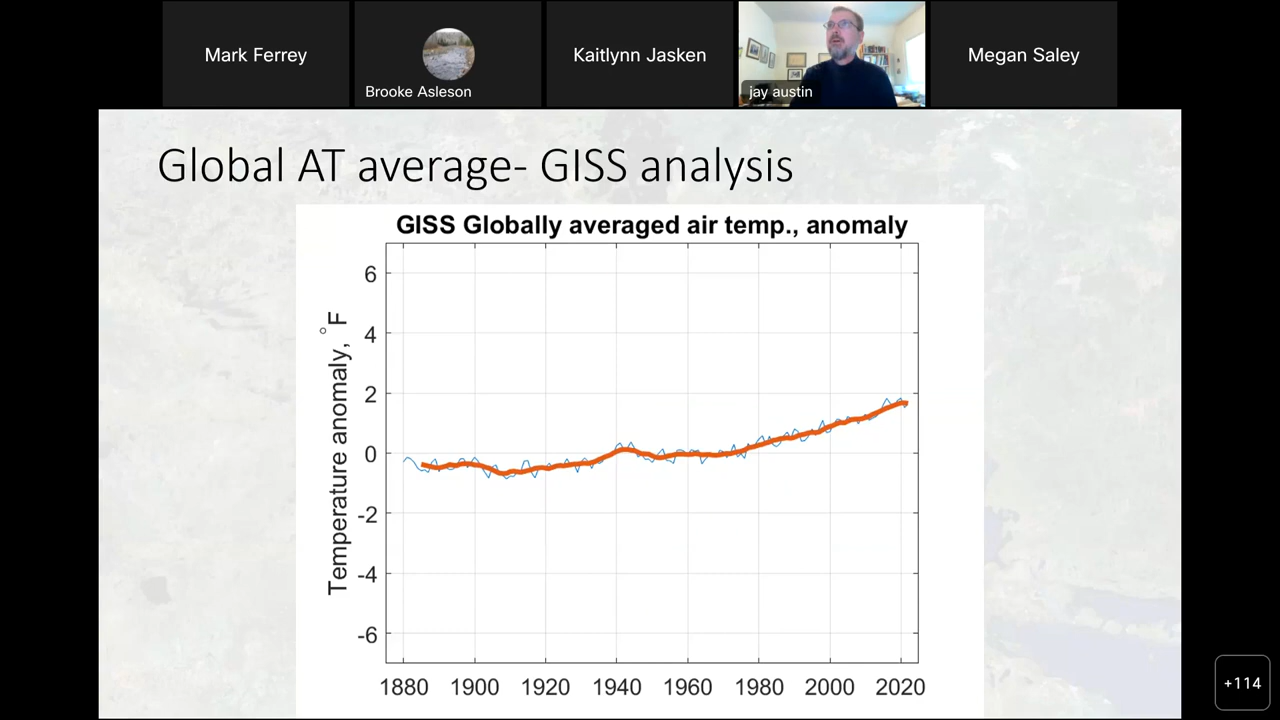 Mark Ferrey
Brooke Asleson
Kaitlynn Jasken
jay austin
Megan Saley
Global AT average- GISS analysis
GISS Globally averaged air temp., anomaly
Temperature anomaly, °F
6
4
2
0
-2
-4
-6
1880 1900 1920 1940 1960 1980 2000 2020
+114